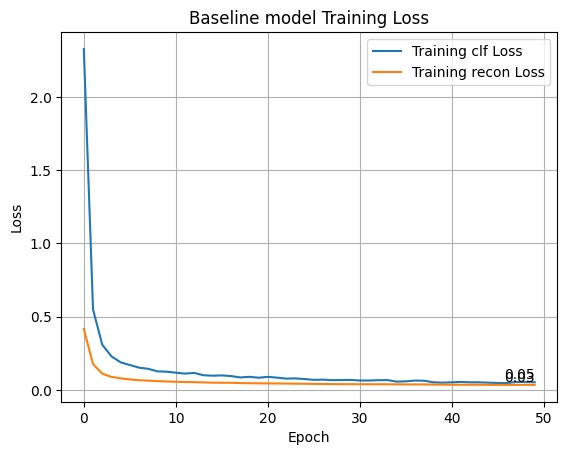 Baseline model Training Loss
Training clf Loss
Training recon Loss
Loss
2.0
1.5
1.0
0.5
0.0
0.05
0 10 20 30 40 50
Epoch